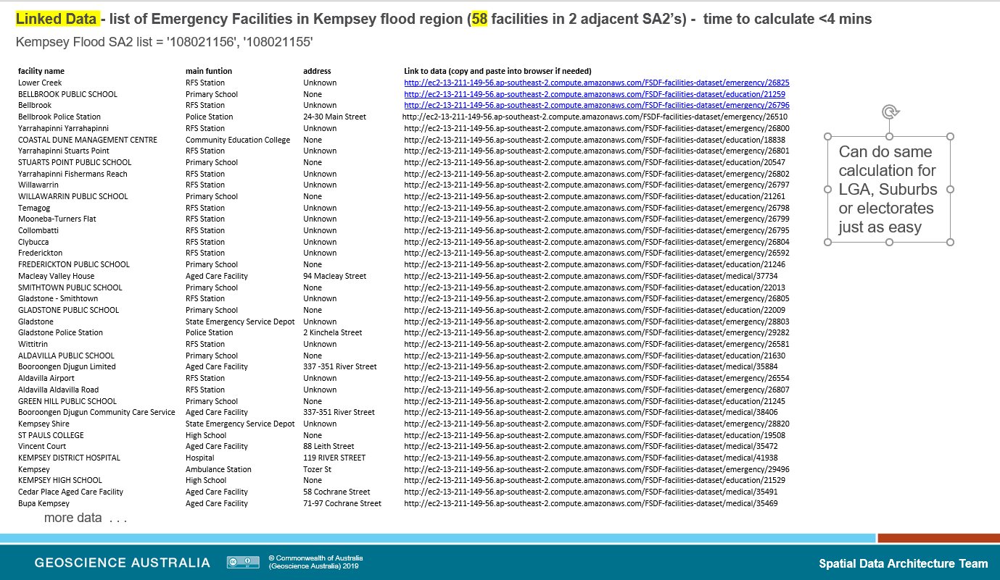 Linked Data - list of Emergency Facilities in Kempsey flood region (58 facilities in 2 adjacent SA2's) - time to calculate <4 mins
Kempsey Flood SA2 list = '108021156', '108021155'
facility name main funtion address Link to data (copy and paste into browser if needed)
Lower Creek RFS Station Unknown http://ec2-13-211-149-56.ap-southeast-2.compute.amazonaws.com/FSDF-facilities-dataset/emergency/26825
BELLBROOK PUBLIC SCHOOL Primary School None http://ec2-13-211-149-56.ap-southeast-2.compute.amazonaws.com/FSDF-facilities-dataset/education/21259
Bellbrook RFS Station Unknown http://ec2-13-211-149-56.ap-southeast-2.compute.amazonaws.com/FSDF-facilities-dataset/emergency/26796
Bellbrook Police Station Police Station 24-30 Main Street http://ec2-13-211-149-56.ap-southeast-2.compute.amazonaws.com/FSDF-facilities-dataset/emergency/26510
Yarrahapinni Yarrahapinni RFS Station Unknown http://ec2-13-211-149-56.ap-southeast-2.compute.amazonaws.com/FSDF-facilities-dataset/emergency/26800
COASTAL DUNE MANAGEMENT CENTRE Community Education College None http://ec2-13-211-149-56.ap-southeast-2.compute.amazonaws.com/FSDF-facilities-dataset/education/18838
Yarrahapinni Stuarts Point RFS Station Unknown http://ec2-13-211-149-56.ap-southeast-2.compute.amazonaws.com/FSDF-facilities-dataset/emergency/26801
STUARTS POINT PUBLIC SCHOOL Primary School None http://ec2-13-211-149-56.ap-southeast-2.compute.amazonaws.com/FSDF-facilities-dataset/education/20547
Yarrahapinni Fishermans Reach RFS Station Unknown http://ec2-13-211-149-56.ap-southeast-2.compute.amazonaws.com/FSDF-facilities-dataset/emergency/26802
Willawarrin RFS Station Unknown http://ec2-13-211-149-56.ap-southeast-2.compute.amazonaws.com/FSDF-facilities-dataset/emergency/26797
WILLAWARRIN PUBLIC SCHOOL Primary School None http://ec2-13-211-149-56.ap-southeast-2.compute.amazonaws.com/FSDF-facilities-dataset/education/21261
Temagog RFS Station Unknown http://ec2-13-211-149-56.ap-southeast-2.compute.amazonaws.com/FSDF-facilities-dataset/emergency/26798
Mooneba-Turners Flat RFS Station Unknown http://ec2-13-211-149-56.ap-southeast-2.compute.amazonaws.com/FSDF-facilities-dataset/emergency/26799
Collombatti RFS Station Unknown http://ec2-13-211-149-56.ap-southeast-2.compute.amazonaws.com/FSDF-facilities-dataset/emergency/26795
Clybucca RFS Station Unknown http://ec2-13-211-149-56.ap-southeast-2.compute.amazonaws.com/FSDF-facilities-dataset/emergency/26804
Frederickton RFS Station Unknown http://ec2-13-211-149-56.ap-southeast-2.compute.amazonaws.com/FSDF-facilities-dataset/emergency/26592
FREDERICKTON PUBLIC SCHOOL Primary School None http://ec2-13-211-149-56.ap-southeast-2.compute.amazonaws.com/FSDF-facilities-dataset/education/21246
Macleay Valley House Aged Care Facility 94 Macleay Street http://ec2-13-211-149-56.ap-southeast-2.compute.amazonaws.com/FSDF-facilities-dataset/medical/37734
SMITHTOWN PUBLIC SCHOOL Primary School None http://ec2-13-211-149-56.ap-southeast-2.compute.amazonaws.com/FSDF-facilities-dataset/education/22013
Gladstone - Smithtown RFS Station Unknown http://ec2-13-211-149-56.ap-southeast-2.compute.amazonaws.com/FSDF-facilities-dataset/emergency/26805
GLADSTONE PUBLIC SCHOOL Primary School None http://ec2-13-211-149-56.ap-southeast-2.compute.amazonaws.com/FSDF-facilities-dataset/education/22009
Gladstone State Emergency Service Depot Unknown http://ec2-13-211-149-56.ap-southeast-2.compute.amazonaws.com/FSDF-facilities-dataset/emergency/28803
Gladstone Police Station Police Station 2 Kinchela Street http://ec2-13-211-149-56.ap-southeast-2.compute.amazonaws.com/FSDF-facilities-dataset/emergency/29282
Wittitrin RFS Station Unknown http://ec2-13-211-149-56.ap-southeast-2.compute.amazonaws.com/FSDF-facilities-dataset/emergency/26581
ALDAVILLA PUBLIC SCHOOL Primary School None http://ec2-13-211-149-56.ap-southeast-2.compute.amazonaws.com/FSDF-facilities-dataset/education/21630
Booroongen Djugun Limited Aged Care Facility 337 -351 River Street http://ec2-13-211-149-56.ap-southeast-2.compute.amazonaws.com/FSDF-facilities-dataset/medical/35884
Aldavilla Airport RFS Station Unknown http://ec2-13-211-149-56.ap-southeast-2.compute.amazonaws.com/FSDF-facilities-dataset/emergency/26554
Aldavilla Aldavilla Road RFS Station Unknown http://ec2-13-211-149-56.ap-southeast-2.compute.amazonaws.com/FSDF-facilities-dataset/emergency/26807
GREEN HILL PUBLIC SCHOOL Primary School None http://ec2-13-211-149-56.ap-southeast-2.compute.amazonaws.com/FSDF-facilities-dataset/education/21245
Booroongen Djugun Community Care Service Aged Care Facility 337-351 River Street http://ec2-13-211-149-56.ap-southeast-2.compute.amazonaws.com/FSDF-facilities-dataset/medical/38406
Kempsey Shire State Emergency Service Depot Unknown http://ec2-13-211-149-56.ap-southeast-2.compute.amazonaws.com/FSDF-facilities-dataset/emergency/28820
ST PAULS COLLEGE High School None http://ec2-13-211-149-56.ap-southeast-2.compute.amazonaws.com/FSDF-facilities-dataset/education/19508
Vincent Court Aged Care Facility 88 Leith Street http://ec2-13-211-149-56.ap-southeast-2.compute.amazonaws.com/FSDF-facilities-dataset/medical/35472
KEMPSEY DISTRICT HOSPITAL Hospital 119 RIVER STREET http://ec2-13-211-149-56.ap-southeast-2.compute.amazonaws.com/FSDF-facilities-dataset/medical/41938
Kempsey Ambulance Station Tozer St http://ec2-13-211-149-56.ap-southeast-2.compute.amazonaws.com/FSDF-facilities-dataset/emergency/29496
KEMPSEY HIGH SCHOOL High School None http://ec2-13-211-149-56.ap-southeast-2.compute.amazonaws.com/FSDF-facilities-dataset/education/21529
Cedar Place Aged Care Facility Aged Care Facility 58 Cochrane Street http://ec2-13-211-149-56.ap-southeast-2.compute.amazonaws.com/FSDF-facilities-dataset/medical/35491
Bupa Kempsey Aged Care Facility 71-97 Cochrane Street http://ec2-13-211-149-56.ap-southeast-2.compute.amazonaws.com/FSDF-facilities-dataset/medical/35469
more data . . .
Can do same
calculation for
LGA, Suburbs
or electorates
just as easy
GEOSCIENCE AUSTRALIA
© Commonwealth of Australia
(Geoscience Australia) 2019
Spatial Data Architecture Team